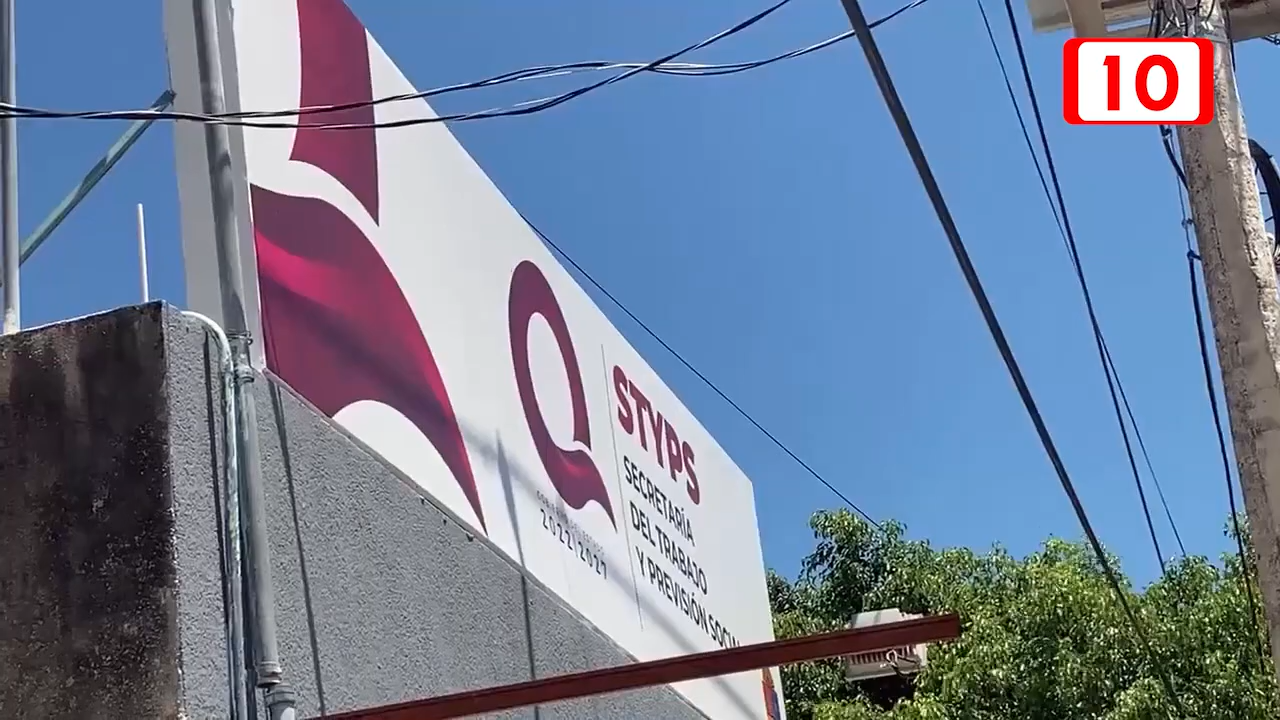 10
STYPS
SECRETARÍA
DEL TRABAJO
Y PREVISIÓN SOCIAL
2022|2027